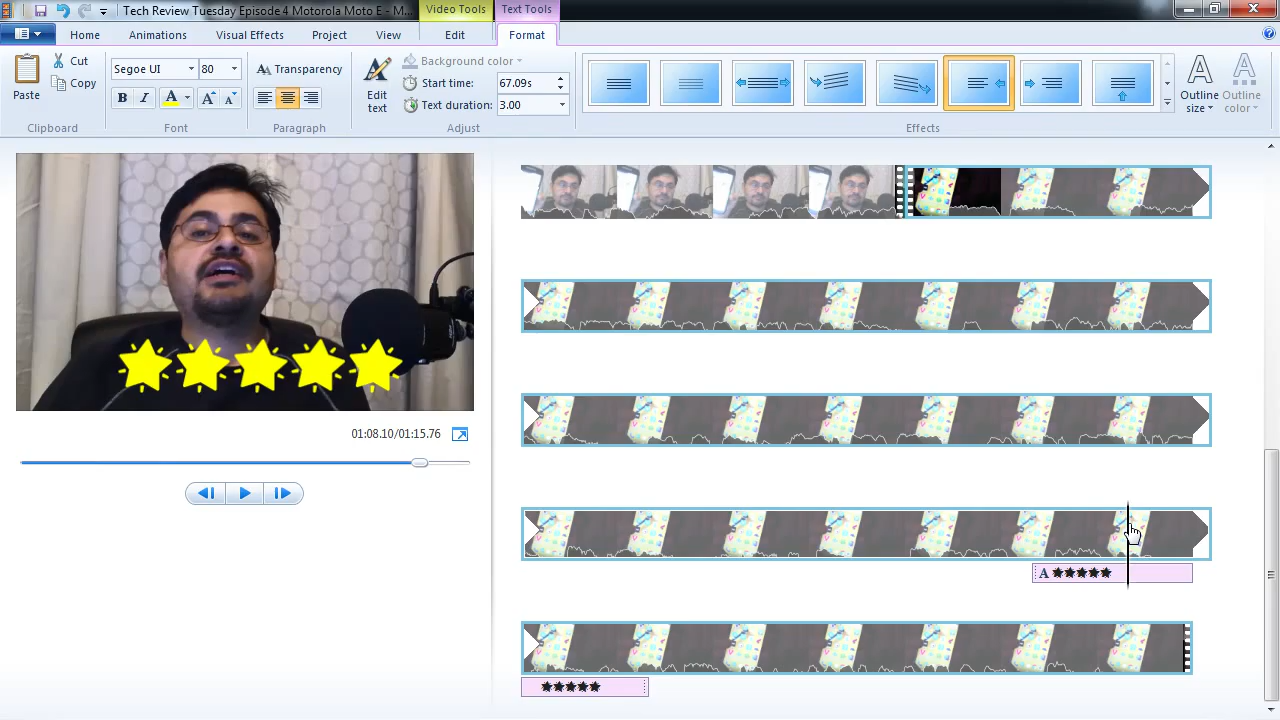 Tech Review Tuesday Episode 4 Motorola Moto E - M...
Video Tools
Text Tools
Home
Animations
Visual Effects
Project
View
Edit
Format
Paste
Cut
Copy
Clipboard
Segoe UI
80
B I A A A
Font
Transparency
Paragraph
Edit text
Background color
Start time: 67.09s
Text duration: 3.00
Adjust
Effects
Outline size
Outline color
01:08.10/01:15.76
A ★★★★★
★★★★★